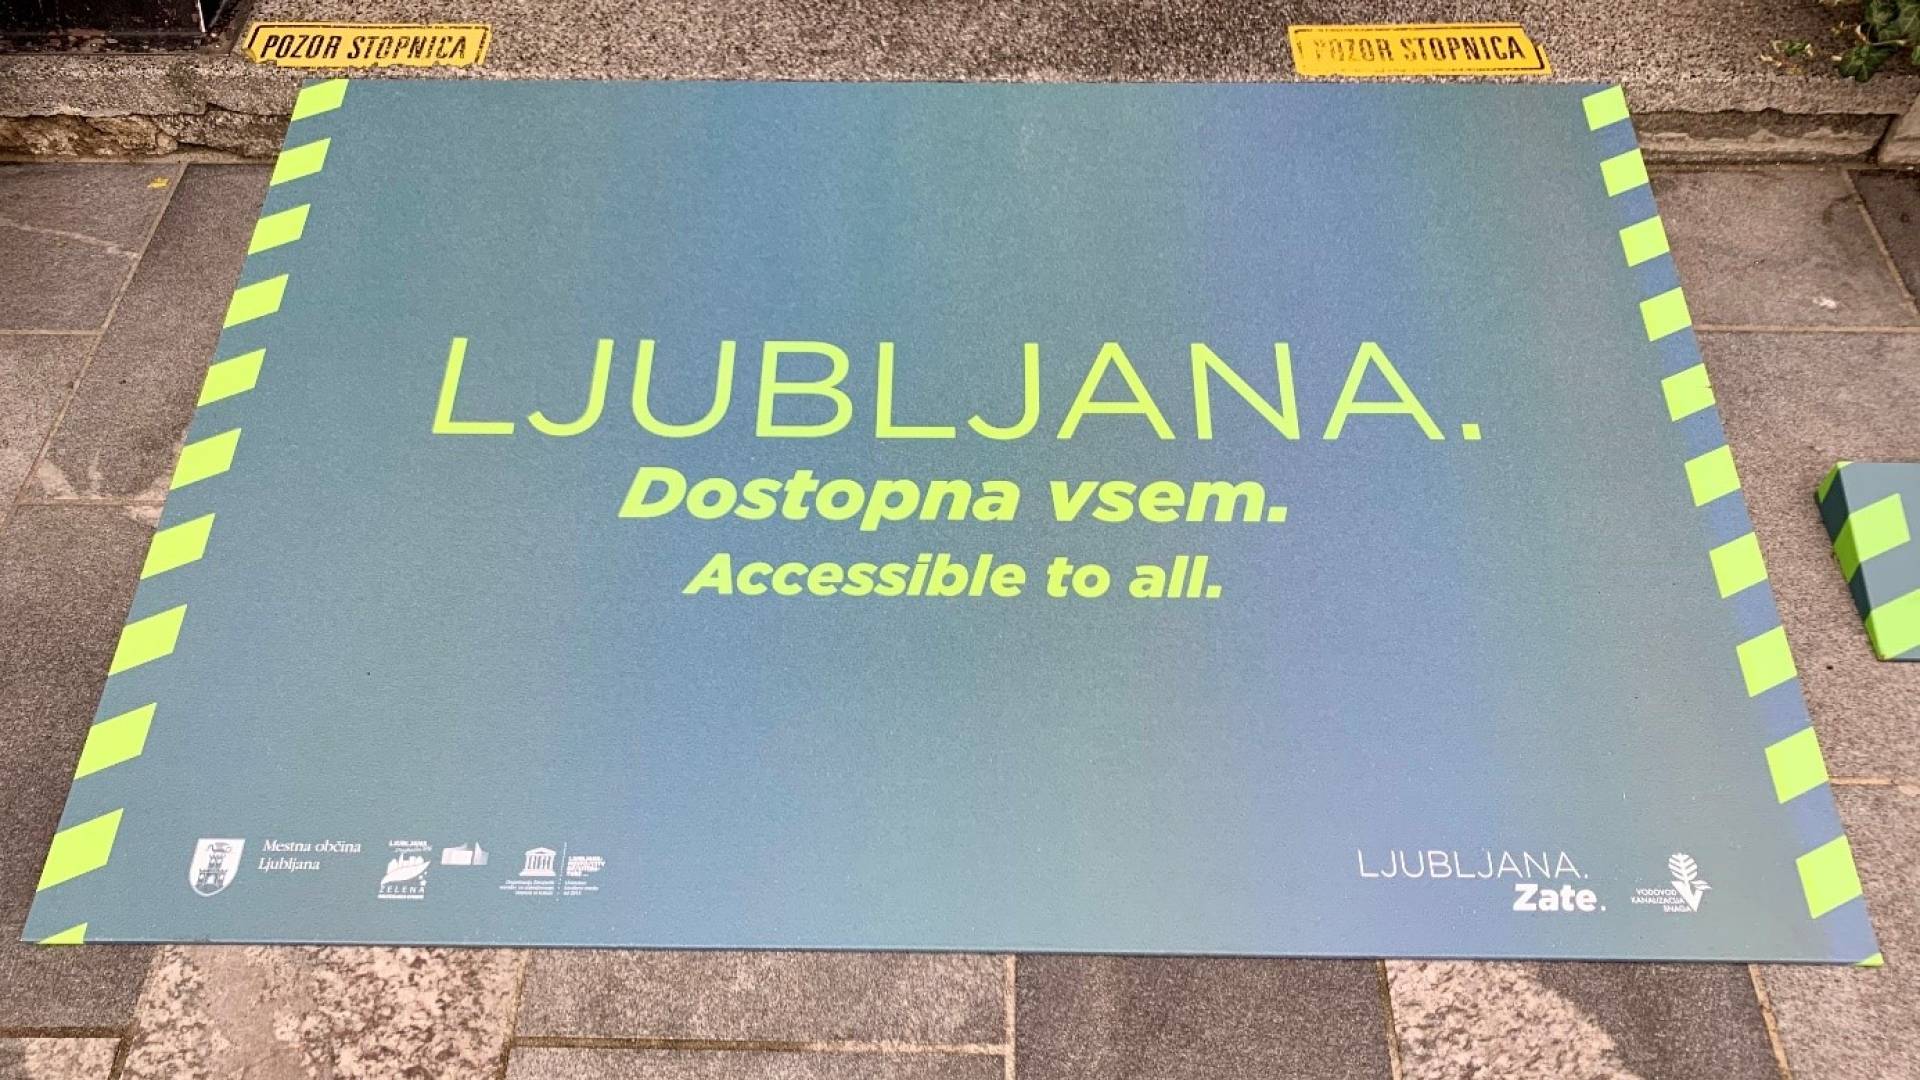 POZOR STOPNICA
POZOR STOPNICA
LJUBLJANA.
Dostopna vsem.
Accessible to all.
Mestna občina
Ljubljana
LJUBLJANA
ZELENA
LJUBLJANA.
Zate.
VODOVOD
KANALIZACIJA
SNAGA